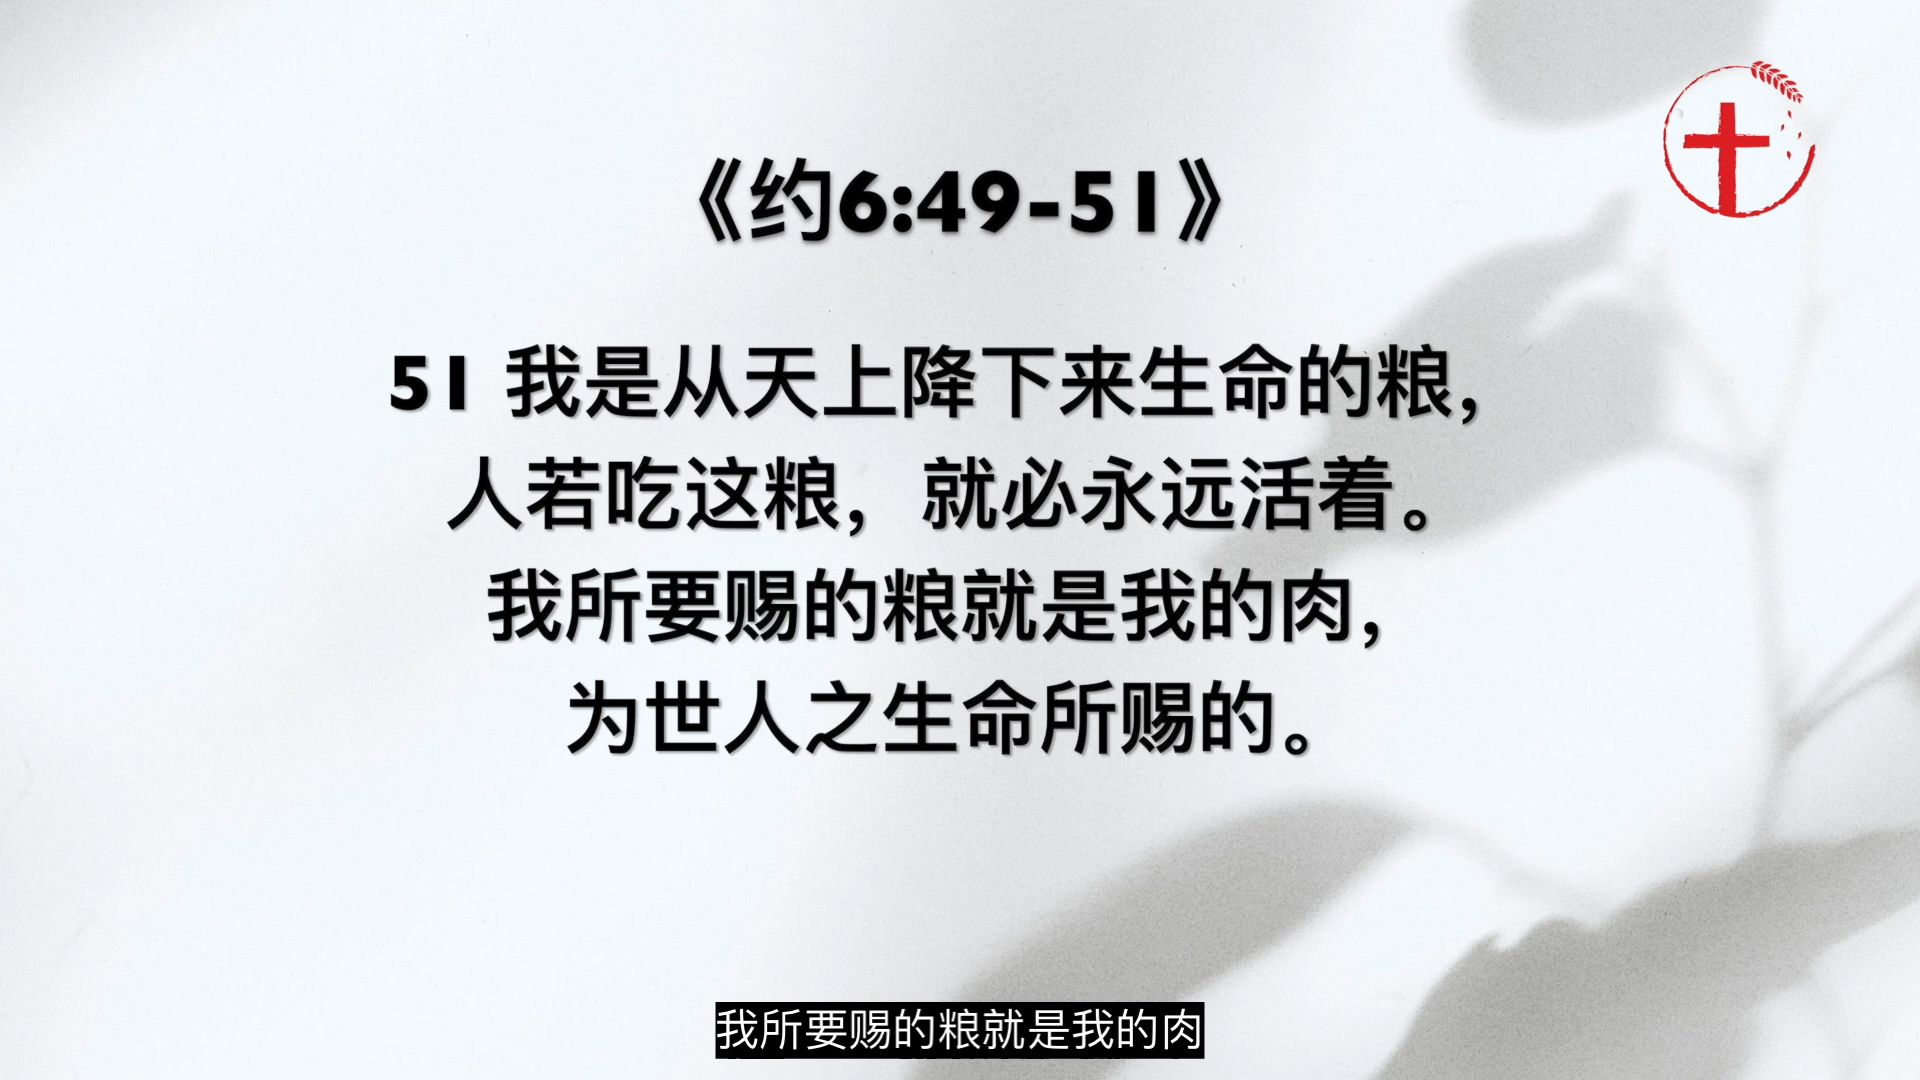 《约6:49-51》
51 我是从天上降下来生命的粮，
人若吃这粮，就必永远活着。
我所要赐的粮就是我的肉，
为世人之生命所赐的。
我所要赐的粮就是我的肉